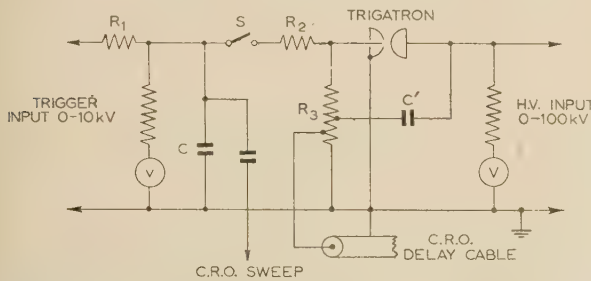 R1
S
R2
TRIGATRON
TRIGGER
INPUT 0-10kV
R3
C'
H.V. INPUT
0-100kV
C
V
V
C.R.O.
DELAY CABLE
C.R.O. SWEEP